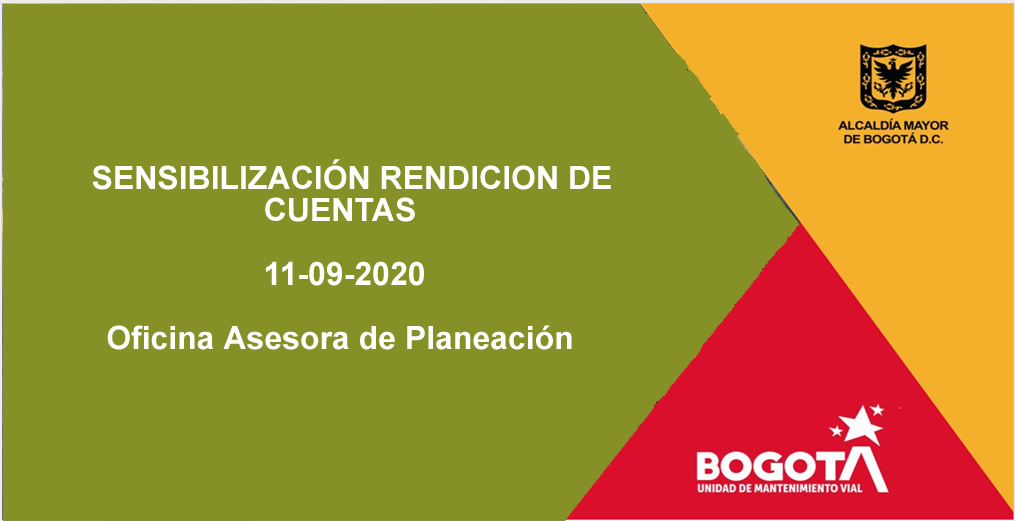 SENSIBILIZACIÓN RENDICION DE
CUENTAS
11-09-2020
Oficina Asesora de Planeación
ALCALDÍA MAYOR
DE BOGOTÁ D.C.
BOGOTÁ
UNIDAD DE MANTENIMIENTO VIAL